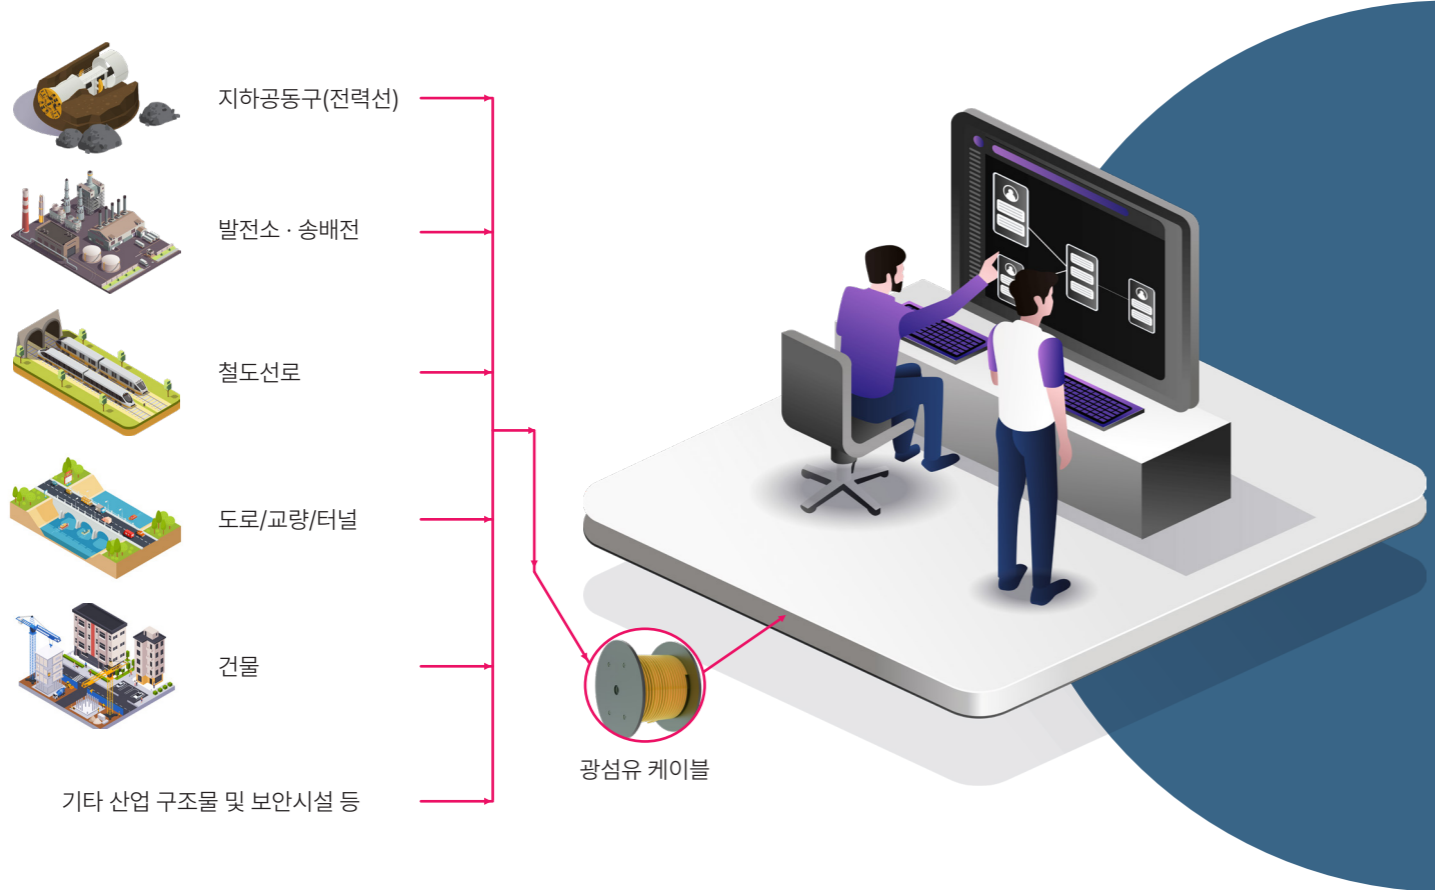 지하공동구(전력선)
발전소 · 송배전
철도선로
도로/교량/터널
건물
광섬유 케이블
기타 산업 구조물 및 보안시설 등